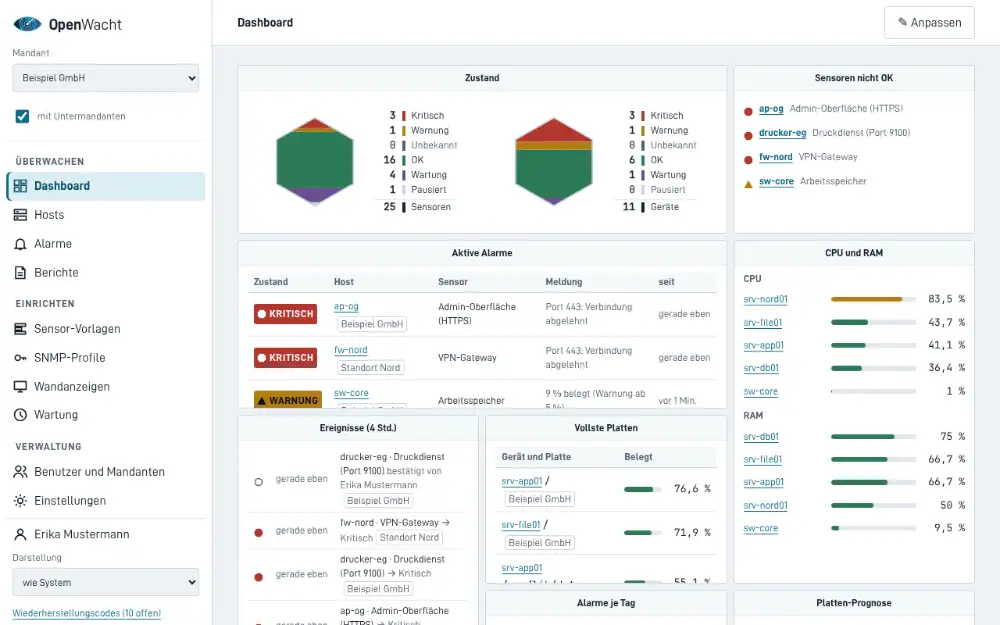 OpenWacht
Mandant
Beispiel GmbH
mit Untermandanten
ÜBERWACHEN
Dashboard
Hosts
Alarme
Berichte
EINRICHTEN
Sensor-Vorlagen
SNMP-Profile
Wandanzeigen
Wartung
VERWALTUNG
Benutzer und Mandanten
Einstellungen
Erika Mustermann
Darstellung
wie System
Wiederherstellungscodes (10 offen)
Dashboard
✎ Anpassen
Zustand
3 Kritisch
1 Warnung
0 Unbekannt
16 OK
4 Wartung
1 Pausiert
25 Sensoren
3 Kritisch
1 Warnung
0 Unbekannt
6 OK
1 Wartung
0 Pausiert
11 Geräte
Sensoren nicht OK
ap-og Admin-Oberfläche (HTTPS)
drucker-eg Druckdienst (Port 9100)
fw-nord VPN-Gateway
sw-core Arbeitsspeicher
Aktive Alarme
Zustand Host Sensor Meldung seit
KRITISCH ap-og Beispiel GmbH Admin-Oberfläche (HTTPS) Port 443: Verbindung abgelehnt gerade eben
KRITISCH fw-nord Standort Nord VPN-Gateway Port 443: Verbindung abgelehnt gerade eben
WARNUNG sw-core Arbeitsspeicher 9 % belegt (Warnung ab 5 %) vor 1 Min.
CPU und RAM
CPU
srv-nord01 83,5 %
srv-file01 43,7 %
srv-app01 41,1 %
srv-db01 36,4 %
sw-core 1 %
RAM
srv-db01 75 %
srv-file01 66,7 %
srv-app01 66,7 %
srv-nord01 50 %
sw-core 9,5 %
Ereignisse (4 Std.)
gerade eben
drucker-eg · Druckdienst
(Port 9100) bestätigt von
Erika Mustermann
Beispiel GmbH
gerade eben
fw-nord · VPN-Gateway →
Kritisch Standort Nord
gerade eben
drucker-eg · Druckdienst
(Port 9100) → Kritisch
Beispiel GmbH
gerade eben
ap-og · Admin-Oberfläche
(HTTPS) → Kritisch
Vollste Platten
Gerät und Platte Belegt
srv-app01 / Beispiel GmbH 76,6 %
srv-file01 / Beispiel GmbH 71,9 %
srv-app01 55,1 %
Alarme je Tag
Platten-Prognose